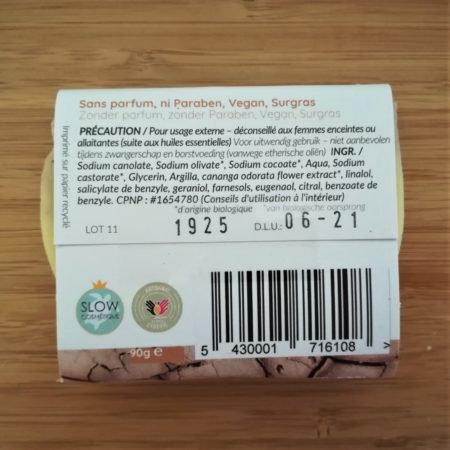 Sans parfum, ni Paraben, Vegan, Surgras
Zonder parfum, zonder Paraben, Vegan, Surgras
PRÉCAUTION / Pour usage externe – déconseillé aux femmes enceintes ou
allaitantes (suite aux huiles essentielles) Voor uitwendig gebruik – niet aanbevolen
tijdens zwangerschap en borstvoeding (vanwege etherische oliën) INGR. /
Sodium canolate, Sodium olivate*, Sodium cocoate*, Aqua, Sodium
castorate*, Glycerin, Argilla, cananga odorata flower extract*, linalol,
salicylate de benzyle, geraniol, farnesols, eugenaol, citral, benzoate de
benzyle. CPNP : #1654780 (Conseils d'utilisation à l'intérieur)
*d'origine biologique *van biologische oorsprong
LOT 11 1925 D.L.U.: 06-21
Imprimé sur papier recyclé
SLOW
COSMÉTIQUE
ARTISAN
90g e
5 430001 716108 >